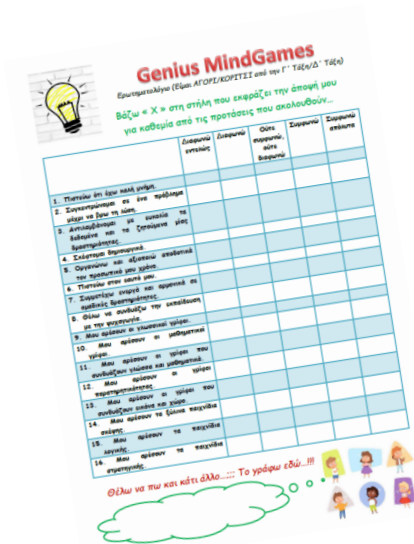 Genius MindGames
Ερωτηματολόγιο (Είμαι ΑΓΟΡΙ/ΚΟΡΙΤΣΙ από την Γ΄ Τάξη/Δ΄ Τάξη)
Βάζω « Χ » στη στήλη που εκφράζει την άποψή μου
για καθεμία από τις προτάσεις που ακολουθούν...
Διαφωνώ εντελώς
Διαφωνώ
Ούτε συμφωνώ, ούτε διαφωνώ
Συμφωνώ
Συμφωνώ απόλυτα
1. Πιστεύω ότι έχω καλή μνήμη.
2. Συγκεντρώνομαι σε ένα πρόβλημα
μέχρι να βρω τη λύση.
3. Αντιλαμβάνομαι με ευκολία τα
δεδομένα και τα ζητούμενα μίας
δραστηριότητας.
4. Σκέφτομαι δημιουργικά.
5. Οργανώνω και αξιοποιώ αποδοτικά
τον προσωπικό μου χρόνο.
6. Πιστεύω στον εαυτό μου.
7. Συμμετέχω ενεργά και αρμονικά σε
ομαδικές δραστηριότητες.
8. Θέλω να συνδυάζω την εκπαίδευση
με την ψυχαγωγία.
9. Μου αρέσουν οι γλωσσικοί γρίφοι.
10. Μου αρέσουν οι μαθηματικοί
γρίφοι.
11. Μου αρέσουν οι γρίφοι που
συνδυάζουν γλώσσα και μαθηματικά.
12. Μου αρέσουν οι γρίφοι
παρατηρητικότητας.
13. Μου αρέσουν οι γρίφοι που
συνδυάζουν εικόνα και χώρο.
14. Μου αρέσουν τα ξύλινα παιχνίδια
σκέψης.
15. Μου αρέσουν τα παιχνίδια
λογικής.
16. Μου αρέσουν τα παιχνίδια
στρατηγικής.
Θέλω να πω και κάτι άλλο...;;; Το γράφω εδώ...!!!